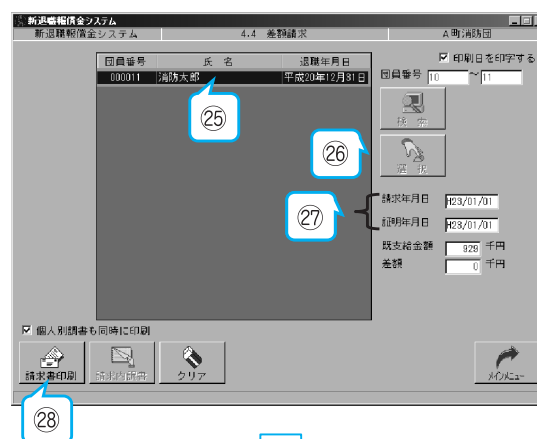 新退職報償金システム
新退職報償金システム 4.4 差額請求 A町消防団
印刷日を印字する
団員番号 氏 名 退職年月日
000011 消防太郎 平成20年12月31日
団員番号 10 ～ 11
検 索
㉕
㉖
選 択
㉗
請求年月日 H23/01/01
証明年月日 H23/01/01
既支給金額 929 千円
差額 0 千円
個人別調書も同時に印刷
請求書印刷 請求内訳書 クリア メインメニュー
㉘